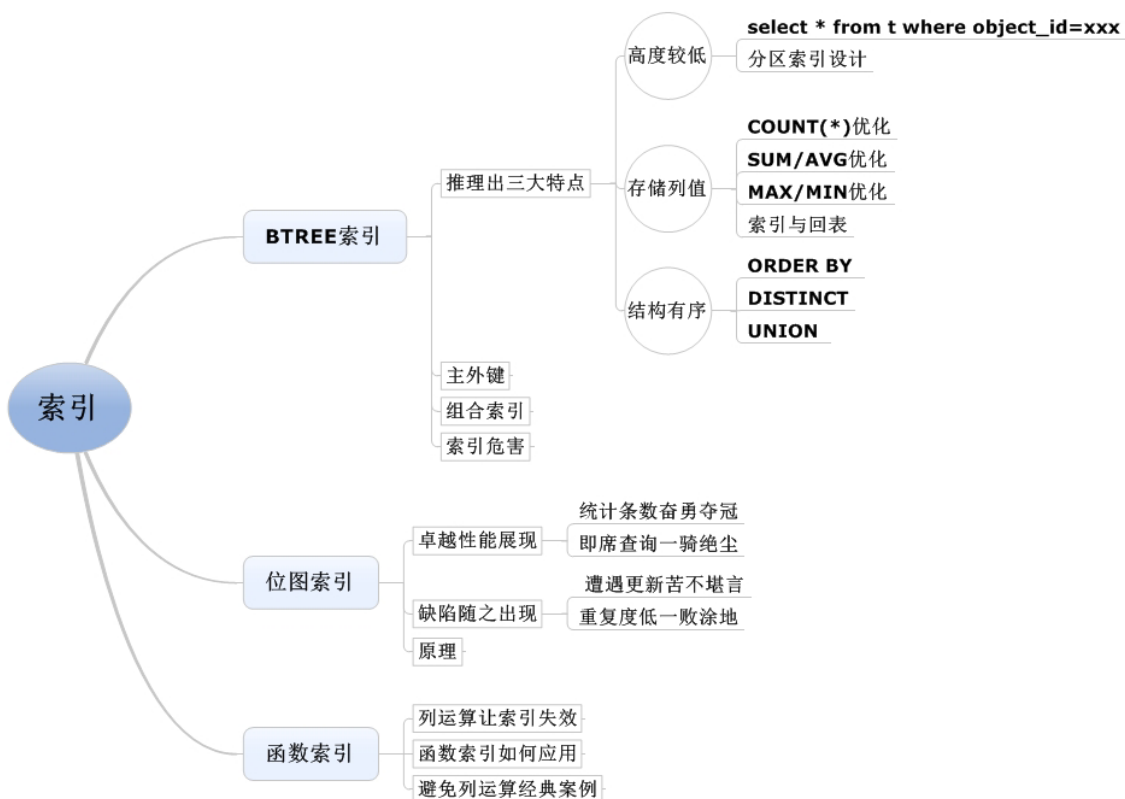 索引
BTREE索引
推理出三大特点
高度较低
select * from t where object_id=xxx
分区索引设计
存储列值
COUNT(*)优化
SUM/AVG优化
MAX/MIN优化
索引与回表
结构有序
ORDER BY
DISTINCT
UNION
主外键
组合索引
索引危害
位图索引
卓越性能展现
统计条数奋勇夺冠
即席查询一骑绝尘
缺陷随之出现
遭遇更新苦不堪言
重复度低一败涂地
原理
函数索引
列运算让索引失效
函数索引如何应用
避免列运算经典案例